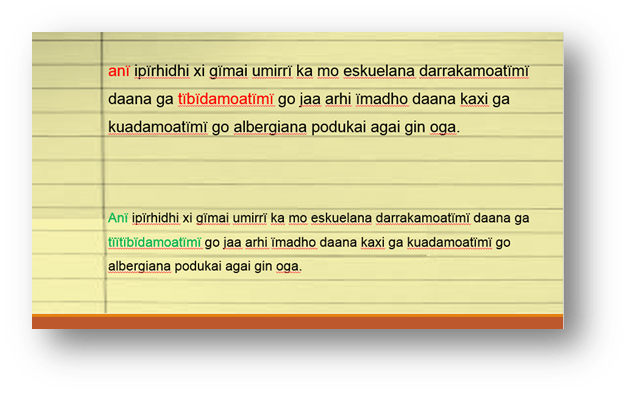 anï ipïrhidhi xi gïmai umirrï ka mo eskuelana darrakamoatïmï
daana ga tïbïdamoatïmï go jaa arhi ïmadho daana kaxi ga
kuadamoatïmï go albergiana podukai agai gin oga.
Anï ipïrhidhi xi gïmai umirrï ka mo eskuelana darrakamoatïmï daana ga
tïïtïbïdamoatïmï go jaa arhi ïmadho daana kaxi ga kuadamoatïmï go
albergiana podukai agai gin oga.